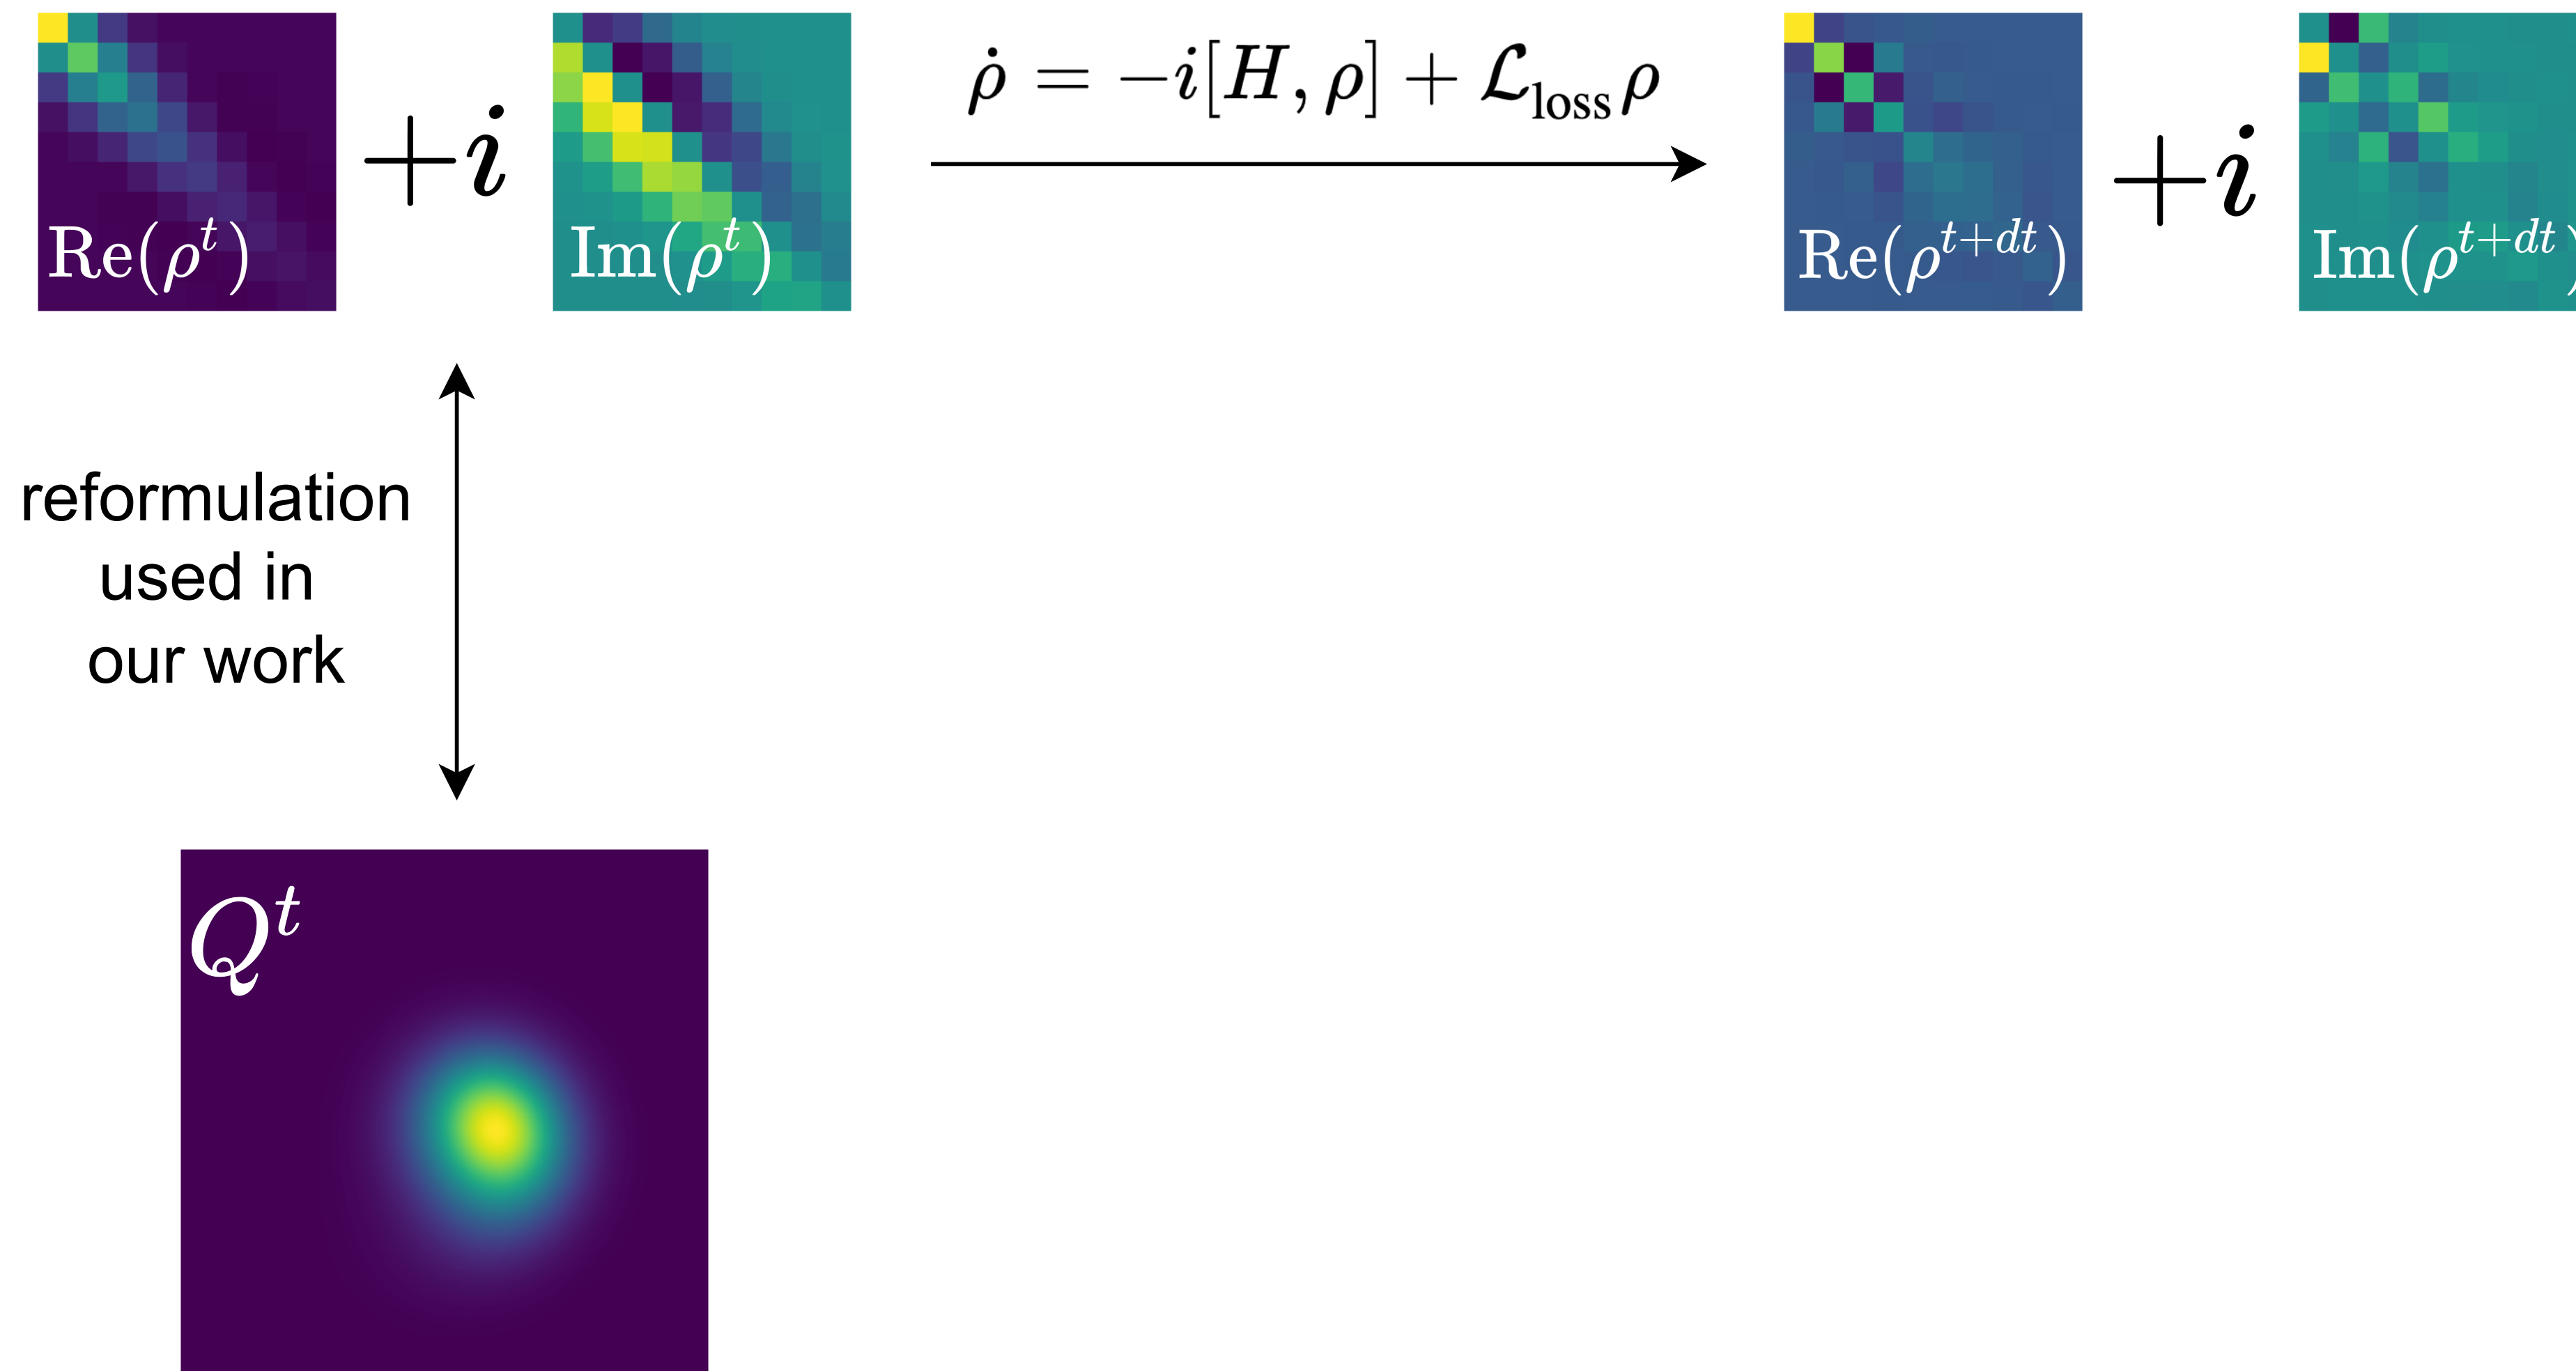 Re(ρ^t)
+i
Im(ρ^t)
ρ̇ = −i[H, ρ] + ℒ_loss ρ
Re(ρ^{t+dt})
+i
Im(ρ^{t+dt})
reformulation
used in
our work
Q^t